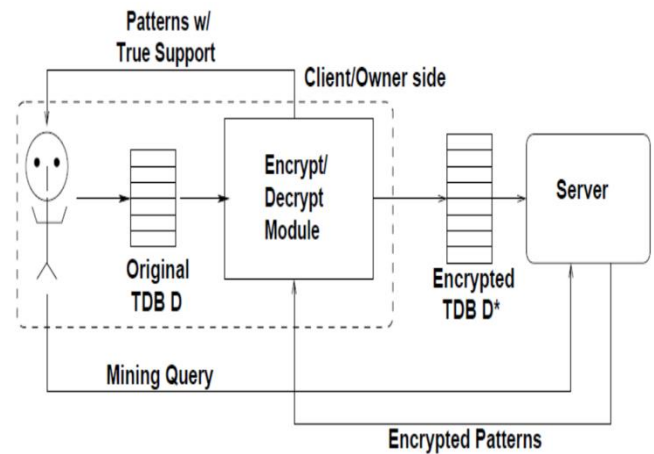 Patterns w/
True Support
Client/Owner side
Encrypt/
Decrypt
Module
Server
Original
TDB D
Encrypted
TDB D*
Mining Query
Encrypted Patterns